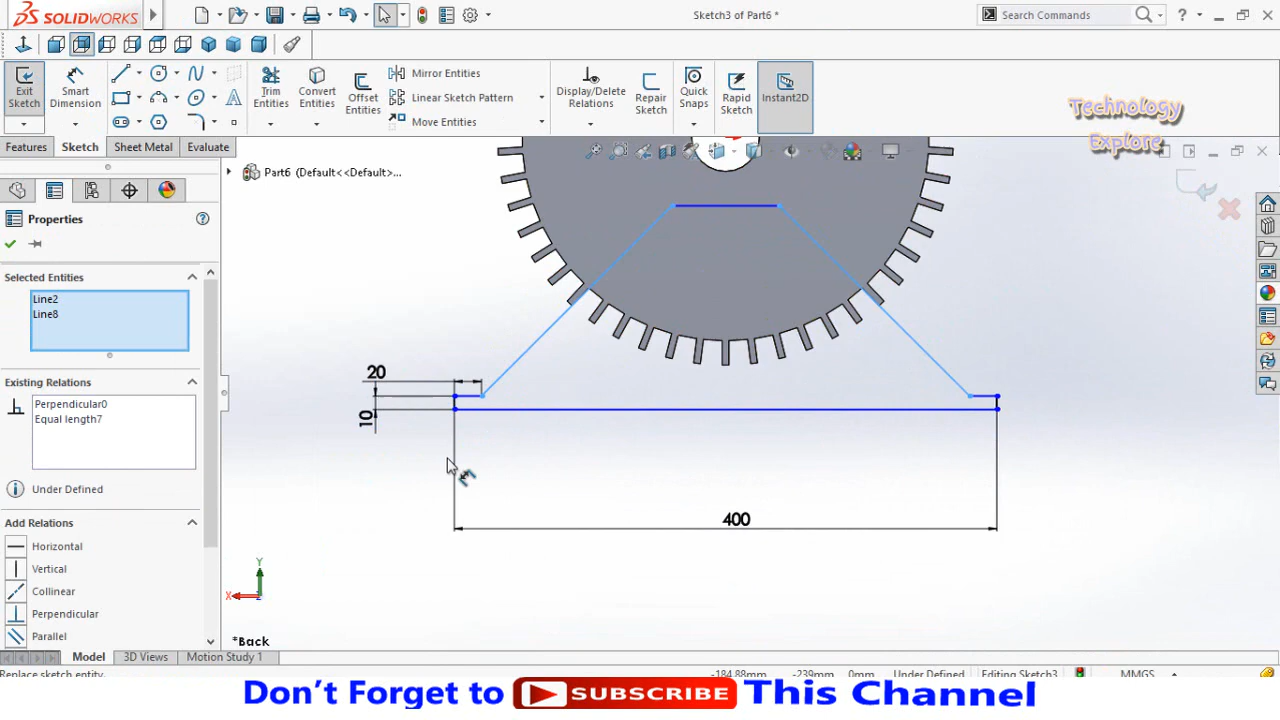 SOLIDWORKS
Sketch3 of Part6 *
Search Commands
Exit Sketch
Smart Dimension
Trim Entities
Convert Entities
Offset Entities
Mirror Entities
Linear Sketch Pattern
Move Entities
Display/Delete Relations
Repair Sketch
Quick Snaps
Rapid Sketch
Instant2D
Technology
Explore
Features
Sketch
Sheet Metal
Evaluate
Part6 (Default<<Default>...
Properties
Selected Entities
Line2
Line8
Existing Relations
Perpendicular0
Equal length7
Under Defined
Add Relations
Horizontal
Vertical
Collinear
Perpendicular
Parallel
20
10
400
Y
X
*Back
Model
3D Views
Motion Study 1
Replace sketch entity.
-184.88mm
-239mm
0mm
Under Defined
Editing Sketch3
MMGS
Don't Forget to SUBSCRIBE This Channel